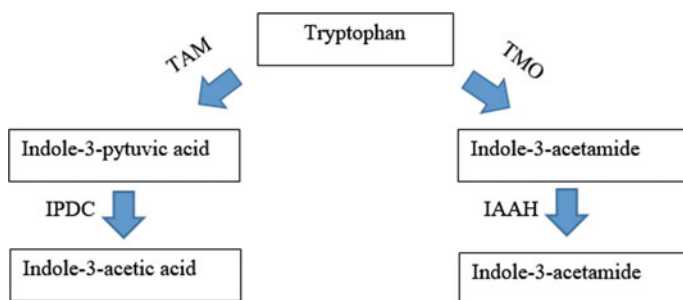 Tryptophan
TAM
TMO
Indole-3-pytuvic acid
Indole-3-acetamide
IPDC
IAAH
Indole-3-acetic acid
Indole-3-acetamide